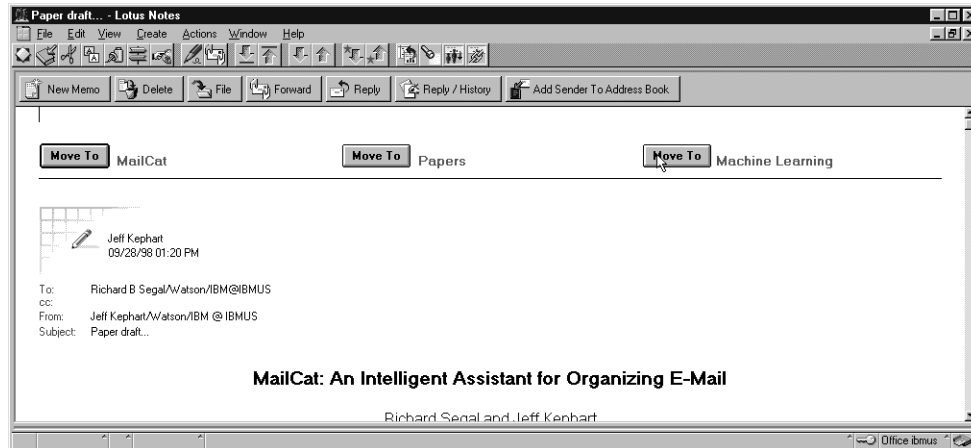 Paper draft... - Lotus Notes
File Edit View Create Actions Window Help
New Memo Delete File Forward Reply Reply / History Add Sender To Address Book
Move To MailCat Move To Papers Move To Machine Learning
Jeff Kephart
09/28/98 01:20 PM
To: Richard B Segal/Watson/IBM@IBMUS
cc:
From: Jeff Kephart/Watson/IBM @ IBMUS
Subject: Paper draft...
MailCat: An Intelligent Assistant for Organizing E-Mail
Richard Segal and Jeff Kephart
Office ibmus